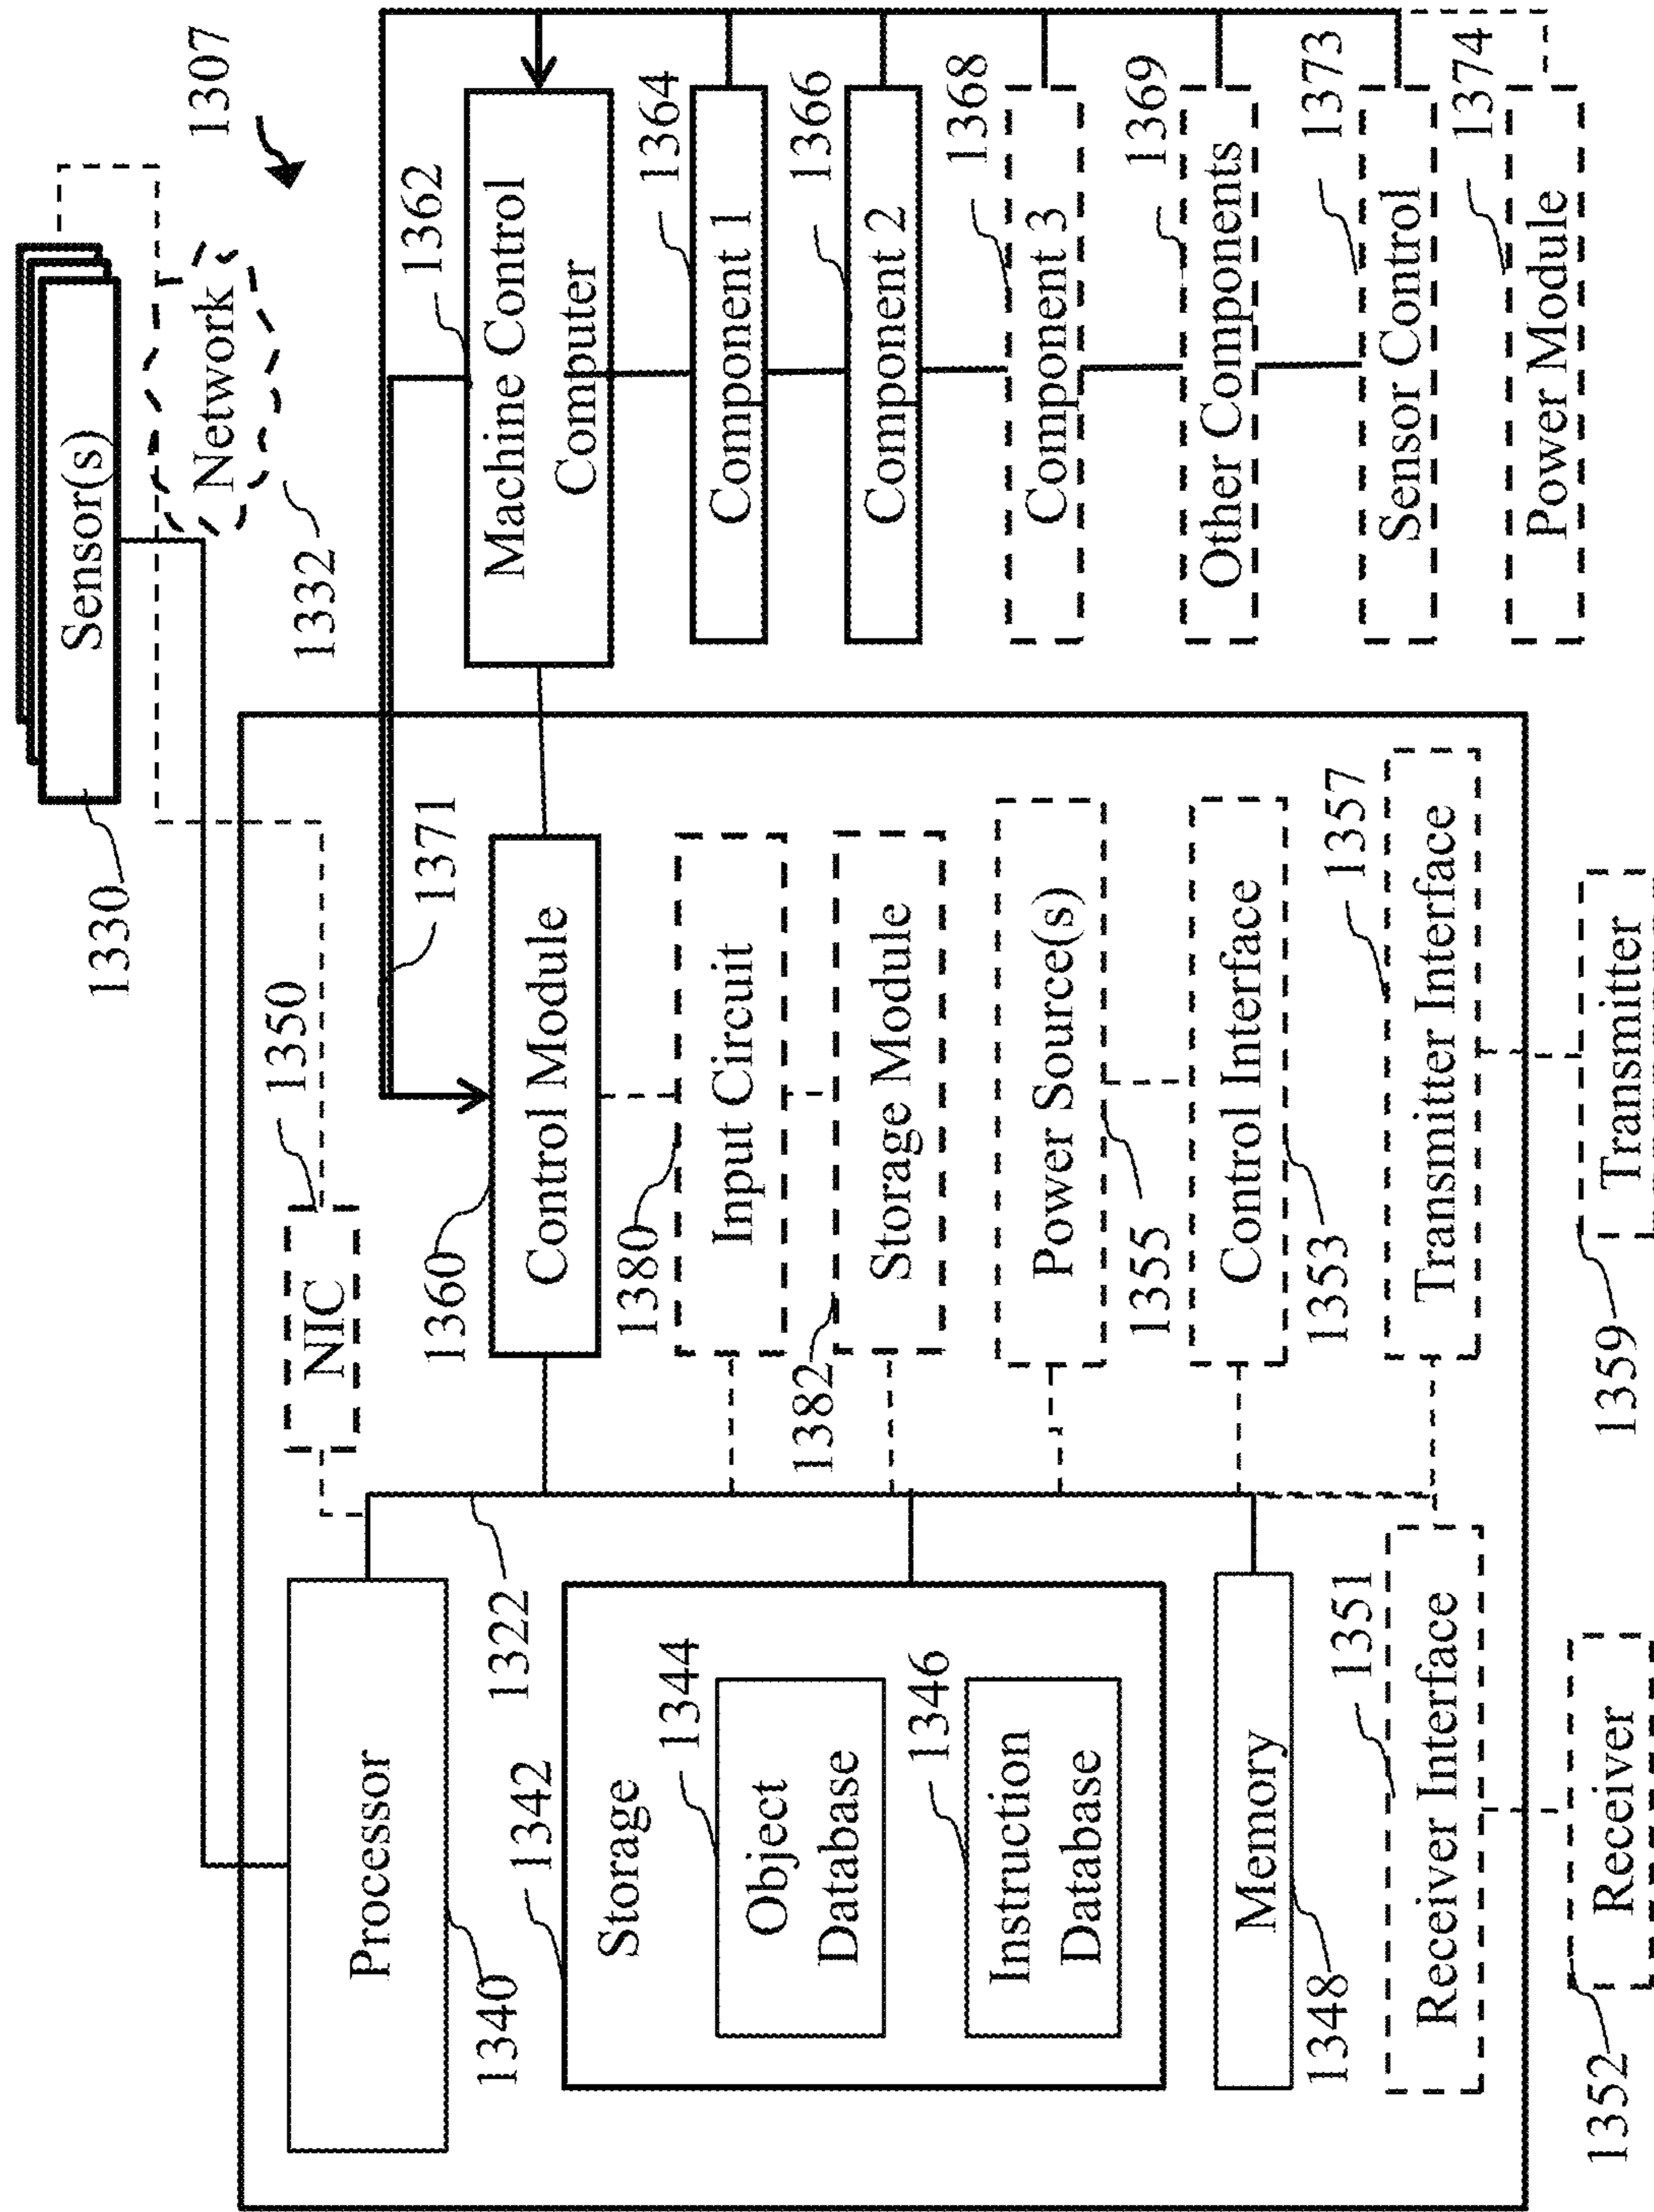 Sensor(s)
1330
Network
1332
1307
NIC
1350
Processor
1340
1322
Storage
1342
Object
Database
1344
Instruction
Database
1346
Memory
1348
Receiver Interface
1351
Receiver
1352
Control Module
1360
1371
Input Circuit
1380
Storage Module
1382
Power Source(s)
1355
Control Interface
1353
Transmitter Interface
1357
Transmitter
1359
Machine Control
Computer
1362
Component 1
1364
Component 2
1366
Component 3
1368
Other Components
1369
Sensor Control
1373
Power Module
1374